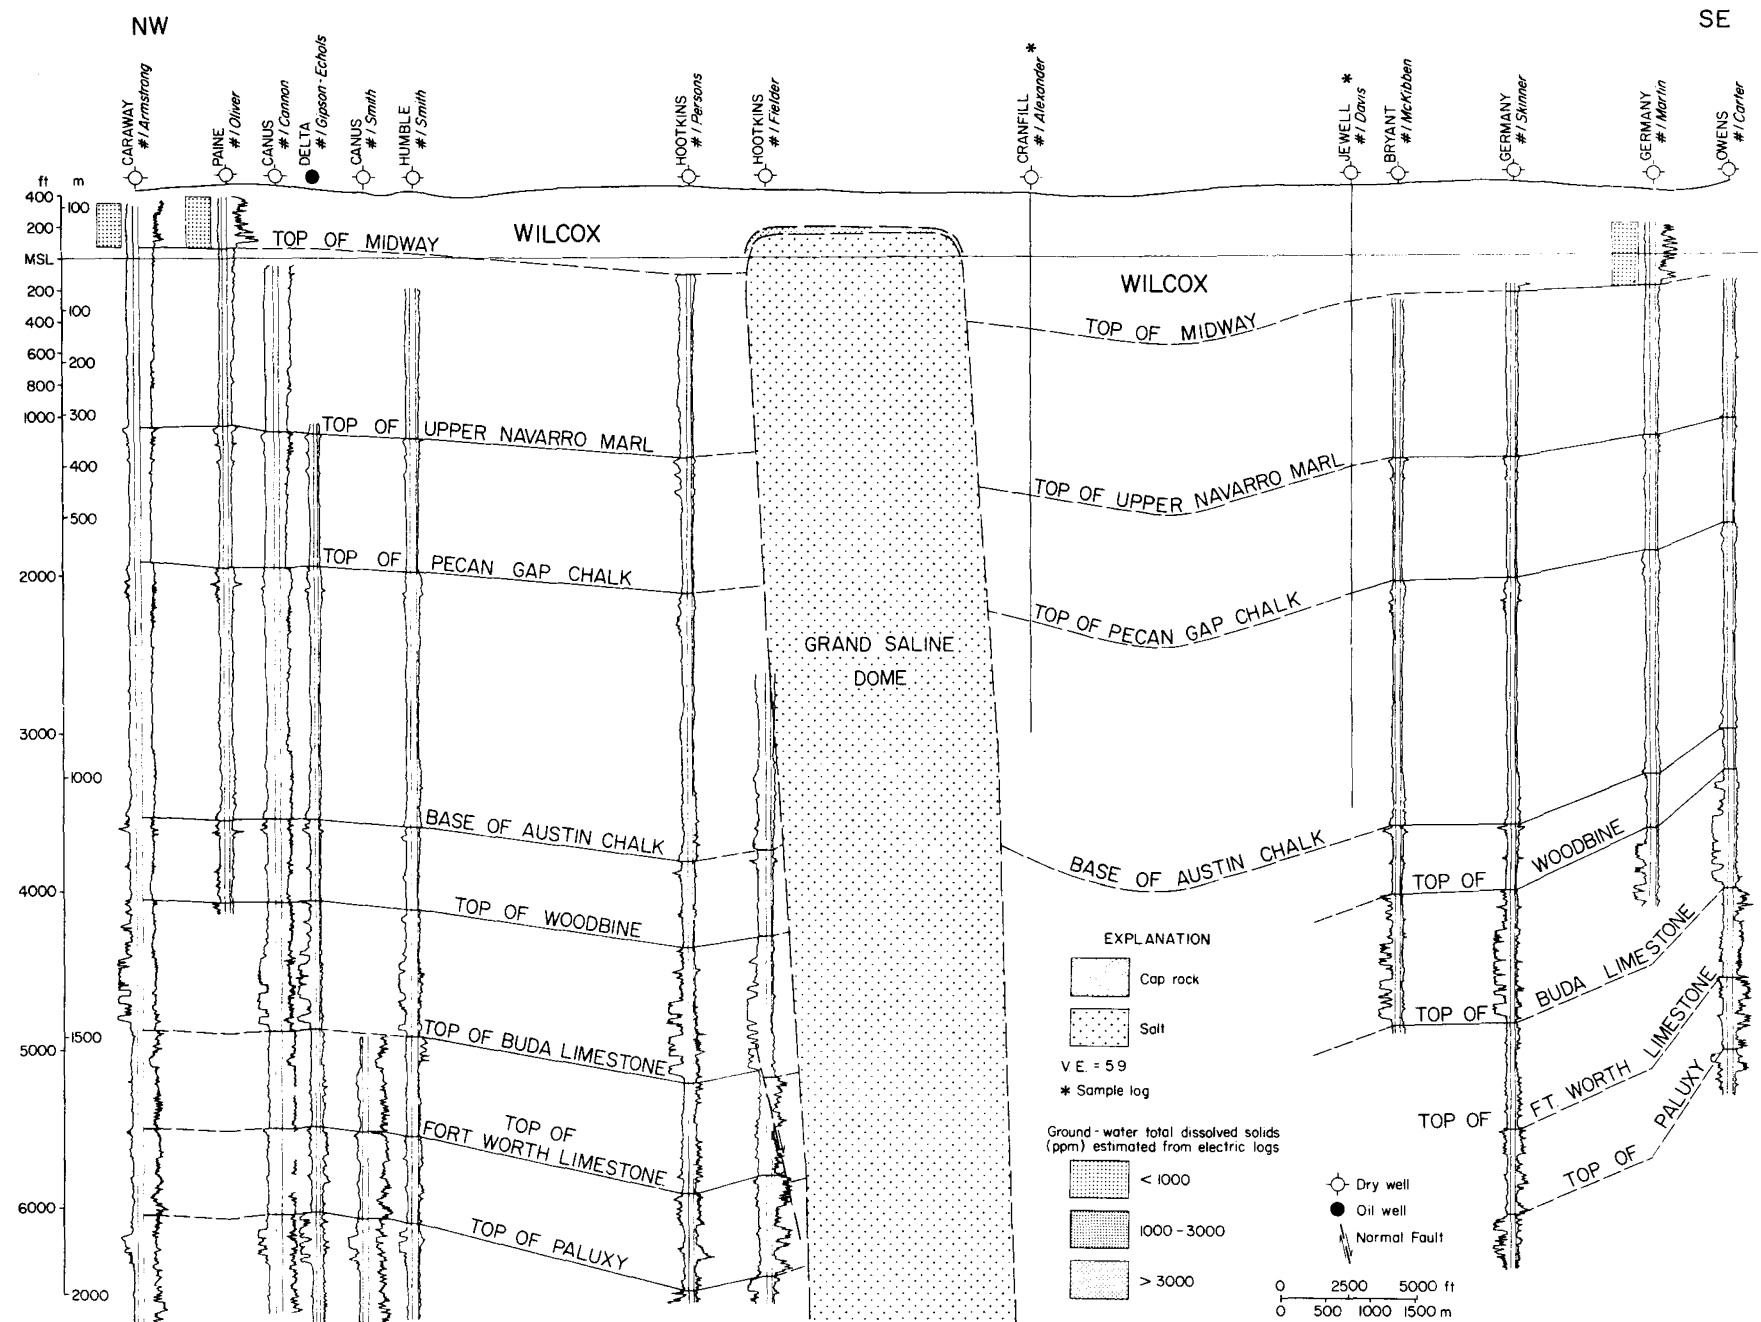 NW
SE
CARAWAY
#1 Armstrong
PAINE
#1 Oliver
CANUS
#1 Cannon
DELTA
#1 Gipson-Echols
CANUS
#1 Smith
HUMBLE
#1 Smith
HOOTKINS
#1 Persons
HOOTKINS
#1 Fielder
CRANFILL
#1 Alexander *
JEWELL *
#1 Davis
BRYANT
#1 McKibben
GERMANY
#1 Skinner
GERMANY
#1 Martin
OWENS
#1 Carter
ft m
400
100
200
MSL
200
100
400
600
200
800
1000 300
400
500
2000
3000
1000
4000
1500
5000
6000
2000
WILCOX
TOP OF MIDWAY
WILCOX
TOP OF MIDWAY
TOP OF UPPER NAVARRO MARL
TOP OF UPPER NAVARRO MARL
TOP OF PECAN GAP CHALK
TOP OF PECAN GAP CHALK
GRAND SALINE
DOME
BASE OF AUSTIN CHALK
BASE OF AUSTIN CHALK
TOP OF WOODBINE
TOP OF WOODBINE
TOP OF BUDA LIMESTONE
TOP OF BUDA LIMESTONE
TOP OF
FORT WORTH LIMESTONE
TOP OF FT. WORTH LIMESTONE
TOP OF PALUXY
TOP OF PALUXY
EXPLANATION
Cap rock
Salt
V.E. = 5.9
* Sample log
Ground-water total dissolved solids
(ppm) estimated from electric logs
< 1000
1000-3000
> 3000
Dry well
Oil well
Normal Fault
0 2500 5000 ft
0 500 1000 1500 m